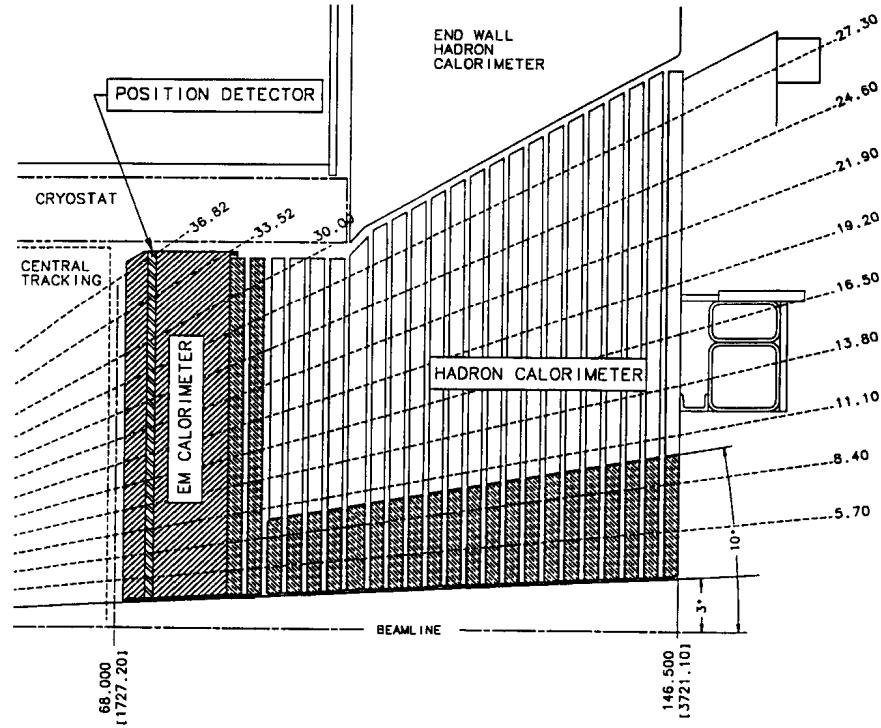 END WALL
HADRON
CALORIMETER
27.30
24.60
POSITION DETECTOR
21.90
CRYOSTAT
36.82
33.52
30.00
19.20
CENTRAL
TRACKING
16.50
13.80
EM CALORIMETER
HADRON CALORIMETER
11.10
8.40
5.70
10°
3°
BEAMLINE
68.000
[1727.20]
146.500
[3721.10]